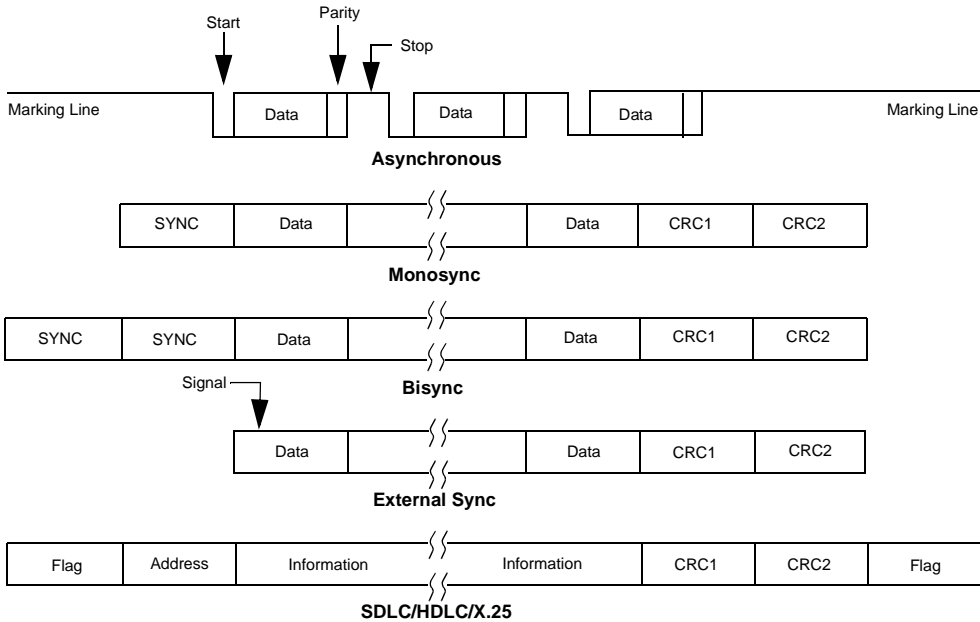 Start
Parity
Stop
Marking Line
Data
Data
Data
Marking Line
Asynchronous
SYNC
Data
Data
CRC1
CRC2
Monosync
SYNC
SYNC
Data
Data
CRC1
CRC2
Bisync
Signal
Data
Data
CRC1
CRC2
External Sync
Flag
Address
Information
Information
CRC1
CRC2
Flag
SDLC/HDLC/X.25